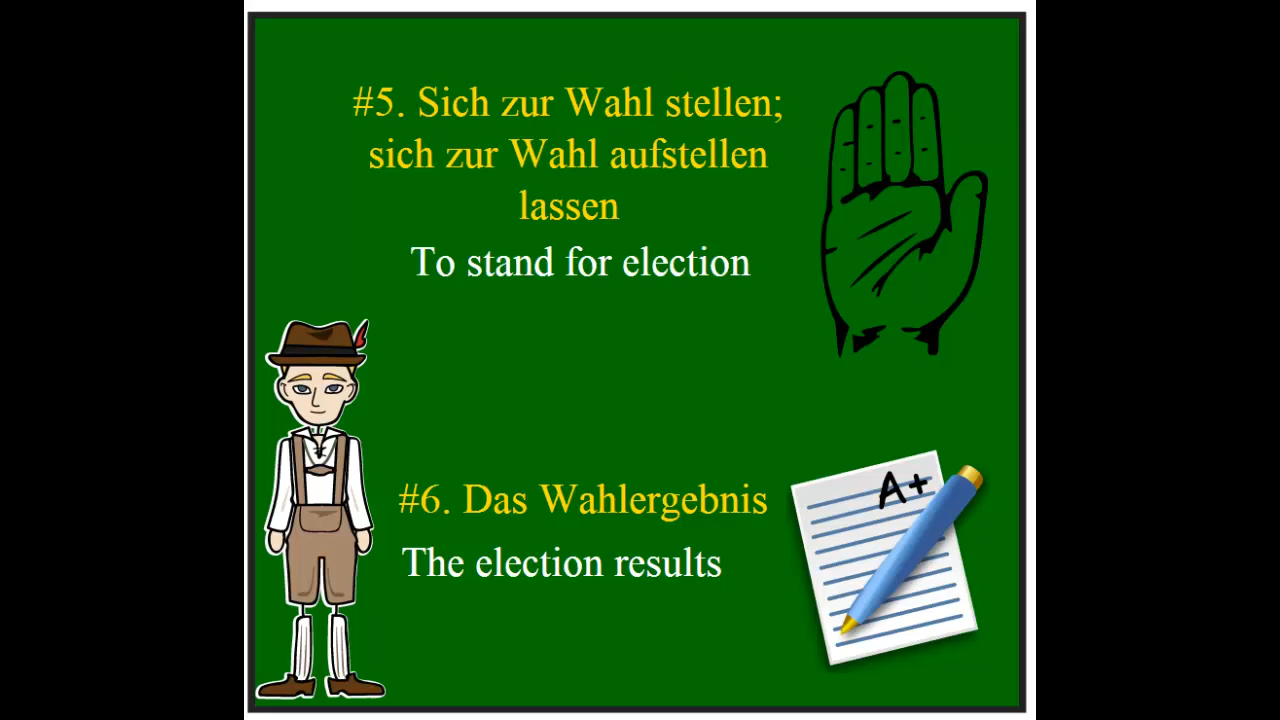 #5. Sich zur Wahl stellen;
sich zur Wahl aufstellen
lassen
To stand for election
A+
#6. Das Wahlergebnis
The election results